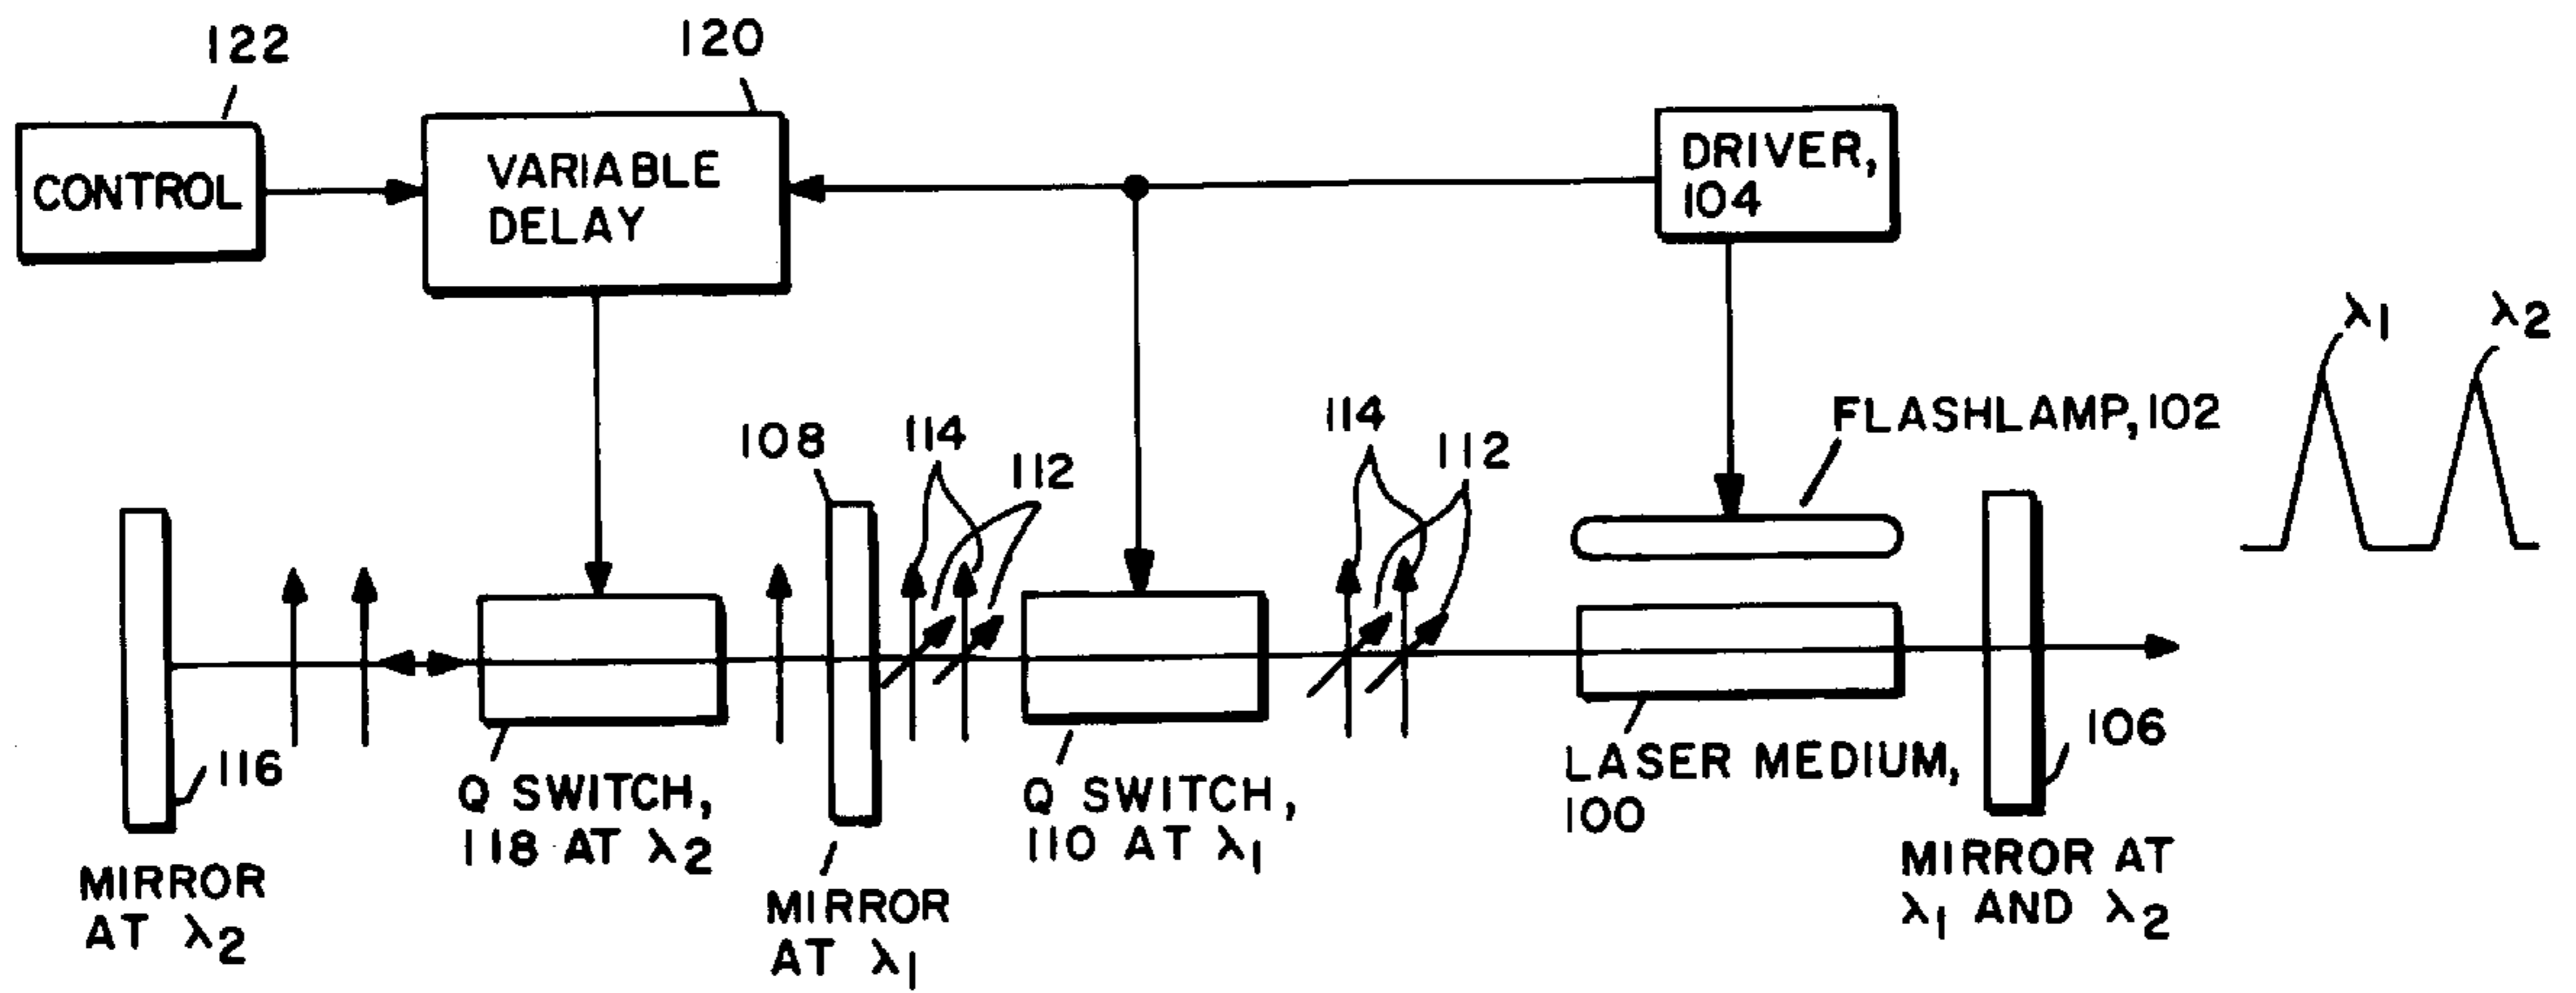 122
120
CONTROL
VARIABLE
DELAY
DRIVER,
104
λ1
λ2
FLASHLAMP, 102
108
114
112
114
112
116
106
Q SWITCH,
118 AT λ2
Q SWITCH,
110 AT λ1
LASER MEDIUM,
100
MIRROR
AT λ2
MIRROR
AT λ1
MIRROR AT
λ1 AND λ2